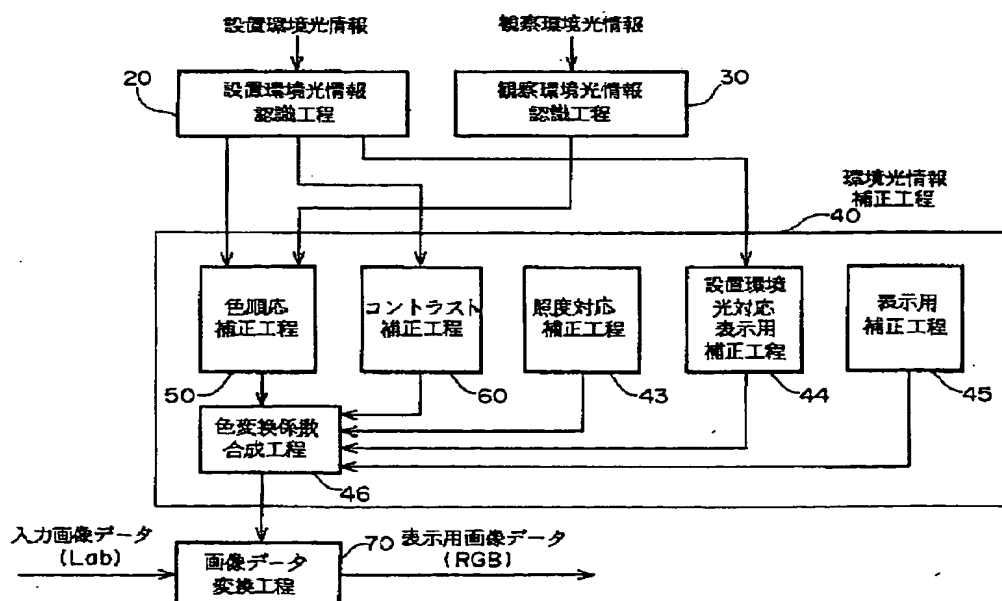 設置環境光情報
観察環境光情報
20
設置環境光情報
認識工程
観察環境光情報
認識工程
30
環境光情報
補正工程
40
色順応
補正工程
コントラスト
補正工程
照度対応
補正工程
設置環境
光対応
表示用
補正工程
表示用
補正工程
50
60
43
44
45
色変換係数
合成工程
46
入力画像データ
(Lab)
画像データ
変換工程
70
表示用画像データ
(RGB)